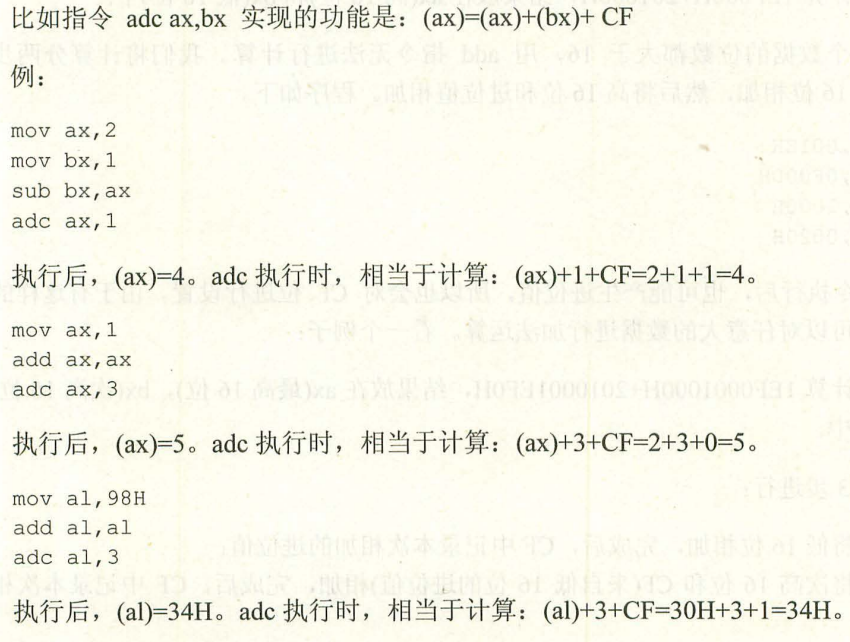 比如指令 adc ax,bx 实现的功能是：(ax)=(ax)+(bx)+ CF
例：
mov ax,2
mov bx,1
sub bx,ax
adc ax,1
执行后，(ax)=4。adc 执行时，相当于计算：(ax)+1+CF=2+1+1=4。
mov ax,1
add ax,ax
adc ax,3
执行后，(ax)=5。adc 执行时，相当于计算：(ax)+3+CF=2+3+0=5。
mov al,98H
add al,al
adc al,3
执行后，(al)=34H。adc 执行时，相当于计算：(al)+3+CF=30H+3+1=34H。